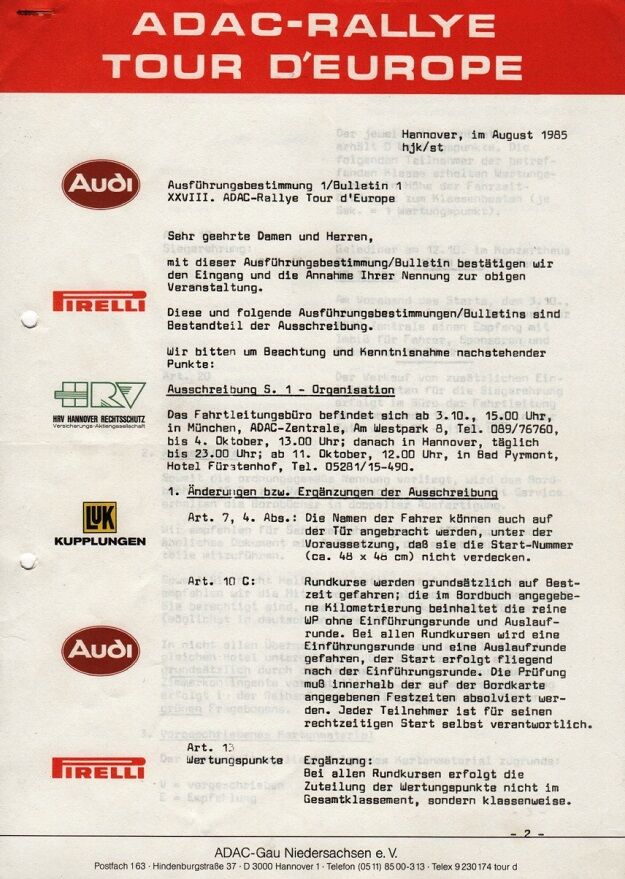 ADAC-RALLYE
TOUR D'EUROPE
Hannover, im August 1985
hjk/st
Audi
Ausführungsbestimmung 1/Bulletin 1
XXVIII. ADAC-Rallye Tour d'Europe
Sehr geehrte Damen und Herren,
mit dieser Ausführungsbestimmung/Bulletin bestätigen wir
den Eingang und die Annahme Ihrer Nennung zur obigen
Veranstaltung.
PIRELLI
Diese und folgende Ausführungsbestimmungen/Bulletins sind
Bestandteil der Ausschreibung.
Wir bitten um Beachtung und Kenntnisnahme nachstehender
Punkte:
HRV
HRV HANNOVER RECHTSSCHUTZ
Versicherungs-Aktiengesellschaft
Ausschreibung S. 1 - Organisation
Das Fahrtleitungsbüro befindet sich ab 3.10., 15.00 Uhr,
in München, ADAC-Zentrale, Am Westpark 8, Tel. 089/76760,
bis 4. Oktober, 13.00 Uhr; danach in Hannover, täglich
bis 23.00 Uhr; ab 11. Oktober, 12.00 Uhr, in Bad Pyrmont,
Hotel Fürstenhof, Tel. 05281/15-490.
1. Änderungen bzw. Ergänzungen der Ausschreibung
LUK
KUPPLUNGEN
Art. 7, 4. Abs.: Die Namen der Fahrer können auch auf
der Tür angebracht werden, unter der
Voraussetzung, daß sie die Start-Nummer
(ca. 48 x 48 cm) nicht verdecken.
Art. 10 C: Rundkurse werden grundsätzlich auf Best-
zeit gefahren; die im Bordbuch angegebe-
ne Kilometrierung beinhaltet die reine
WP ohne Einführungsrunde und Auslauf-
runde. Bei allen Rundkursen wird eine
Einführungsrunde und eine Auslaufrunde
gefahren, der Start erfolgt fliegend
nach der Einführungsrunde. Die Prüfung
muß innerhalb der auf der Bordkarte
angegebenen Festzeiten absolviert wer-
den. Jeder Teilnehmer ist für seinen
rechtzeitigen Start selbst verantwortlich.
Audi
Art. 13
Wertungspunkte Ergänzung:
Bei allen Rundkursen erfolgt die
Zuteilung der Wertungspunkte nicht im
Gesamtklassement, sondern klassenweise.
PIRELLI
- 2 -
ADAC-Gau Niedersachsen e. V.
Postfach 163 · Hindenburgstraße 37 · D 3000 Hannover 1 · Telefon (0511) 8500-313 · Telex 9230174 tour d